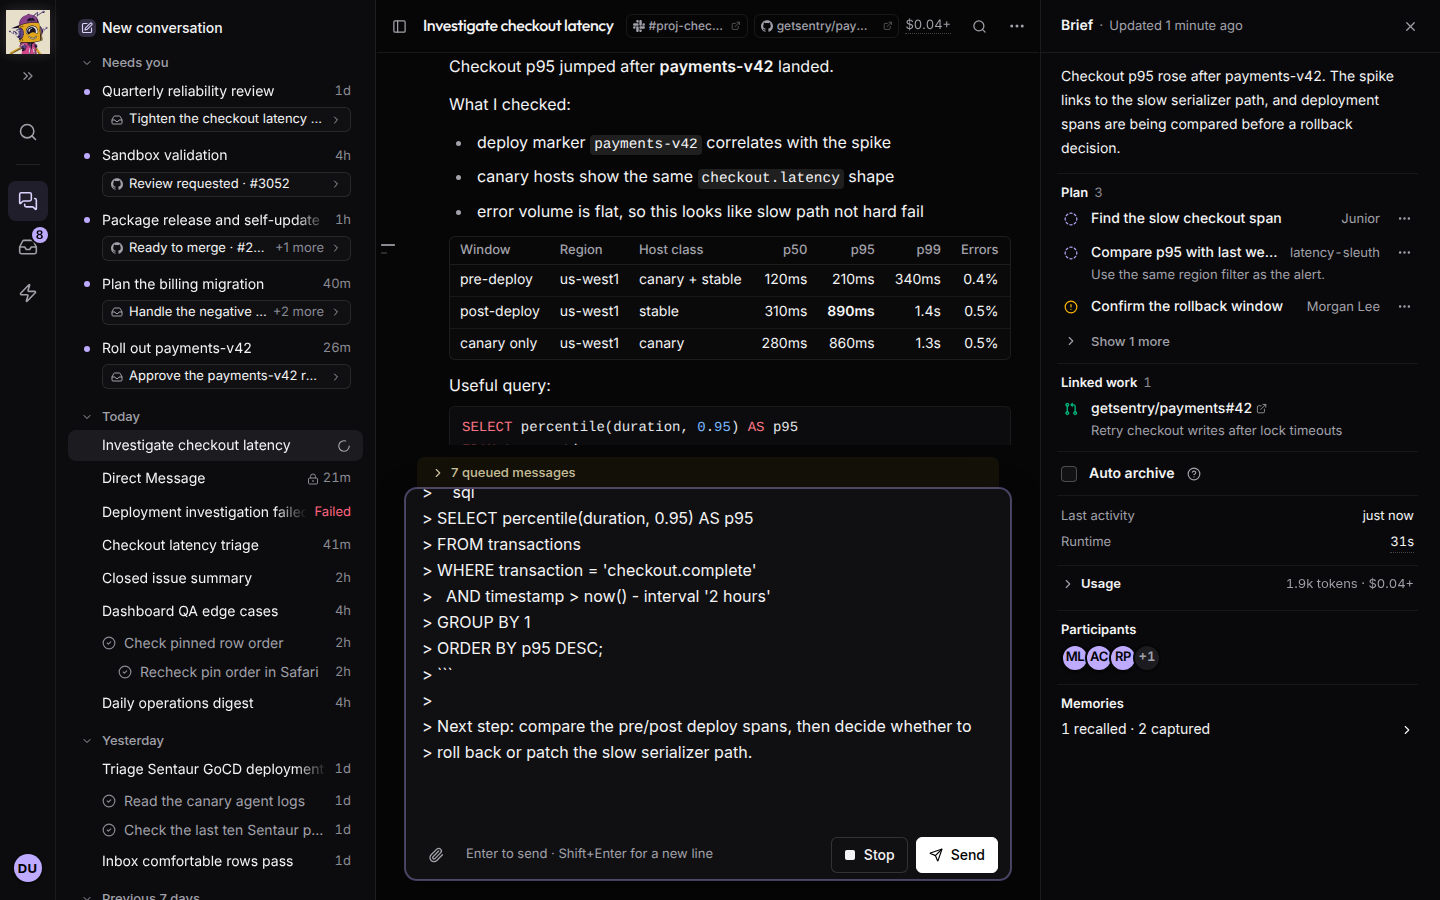 New conversation
Needs you
Quarterly reliability review 1d
Tighten the checkout latency ...
Sandbox validation 4h
Review requested · #3052
Package release and self-update 1h
Ready to merge · #2... +1 more
8
Plan the billing migration 40m
Handle the negative ... +2 more
Roll out payments-v42 26m
Approve the payments-v42 r...
Today
Investigate checkout latency
Direct Message 21m
Deployment investigation failed Failed
Checkout latency triage 41m
Closed issue summary 2h
Dashboard QA edge cases 4h
Check pinned row order 2h
Recheck pin order in Safari 2h
Daily operations digest 4h
Yesterday
Triage Sentaur GoCD deployment 1d
Read the canary agent logs 1d
Check the last ten Sentaur p... 1d
Inbox comfortable rows pass 1d
Previous 7 days
DU
Investigate checkout latency #proj-chec... getsentry/pay... $0.04+
Checkout p95 jumped after payments-v42 landed.
What I checked:
deploy marker payments-v42 correlates with the spike
canary hosts show the same checkout.latency shape
error volume is flat, so this looks like slow path not hard fail
Window Region Host class p50 p95 p99 Errors
pre-deploy us-west1 canary + stable 120ms 210ms 340ms 0.4%
post-deploy us-west1 stable 310ms 890ms 1.4s 0.5%
canary only us-west1 canary 280ms 860ms 1.3s 0.5%
Useful query:
SELECT percentile(duration, 0.95) AS p95
7 queued messages
> sql
> SELECT percentile(duration, 0.95) AS p95
> FROM transactions
> WHERE transaction = 'checkout.complete'
> AND timestamp > now() - interval '2 hours'
> GROUP BY 1
> ORDER BY p95 DESC;
> ```
>
> Next step: compare the pre/post deploy spans, then decide whether to
> roll back or patch the slow serializer path.
Enter to send · Shift+Enter for a new line Stop Send
Brief · Updated 1 minute ago
Checkout p95 rose after payments-v42. The spike
links to the slow serializer path, and deployment
spans are being compared before a rollback
decision.
Plan 3
Find the slow checkout span Junior
Compare p95 with last we... latency-sleuth
Use the same region filter as the alert.
Confirm the rollback window Morgan Lee
Show 1 more
Linked work 1
getsentry/payments#42
Retry checkout writes after lock timeouts
Auto archive
Last activity just now
Runtime 31s
Usage 1.9k tokens · $0.04+
Participants
ML AC RP +1
Memories
1 recalled · 2 captured